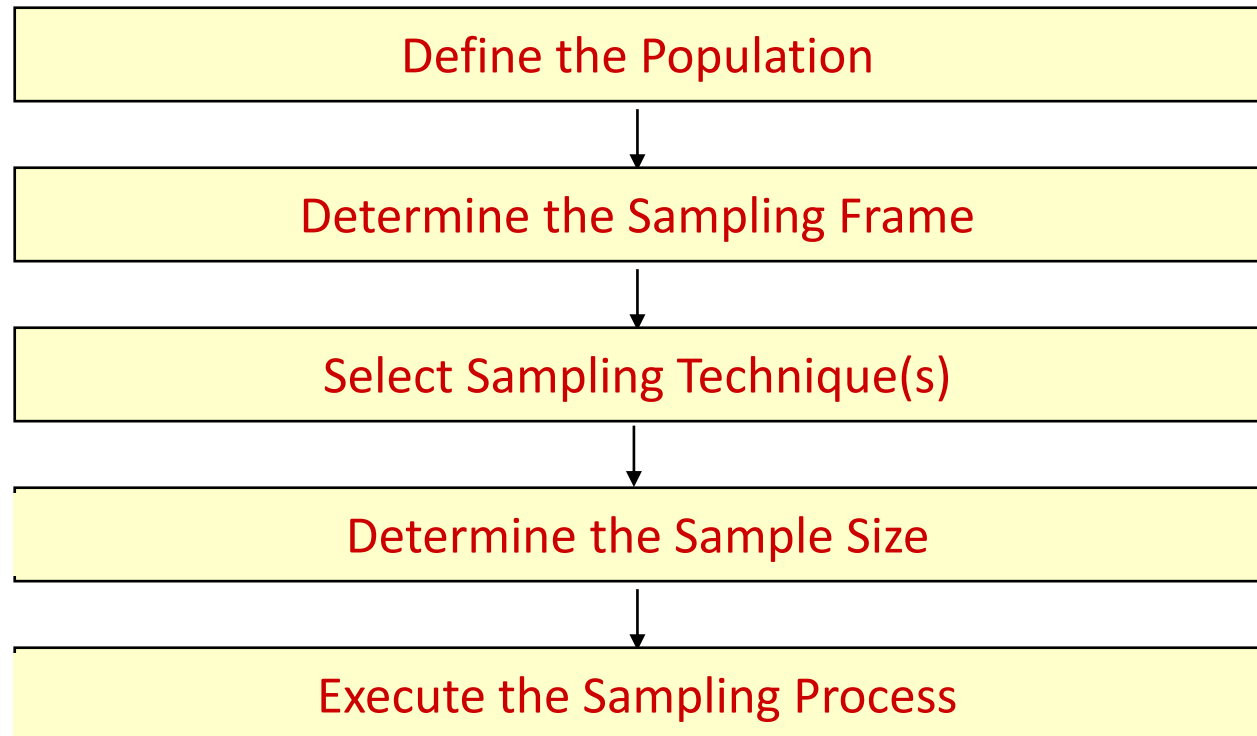 Define the Population
Determine the Sampling Frame
Select Sampling Technique(s)
Determine the Sample Size
Execute the Sampling Process